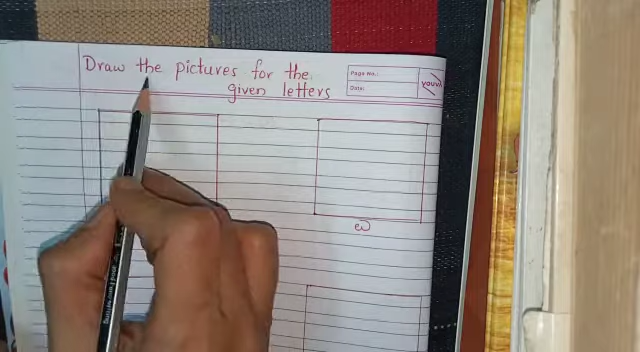 Draw the pictures for the
given letters
Page No.:
Date:
YOUVA